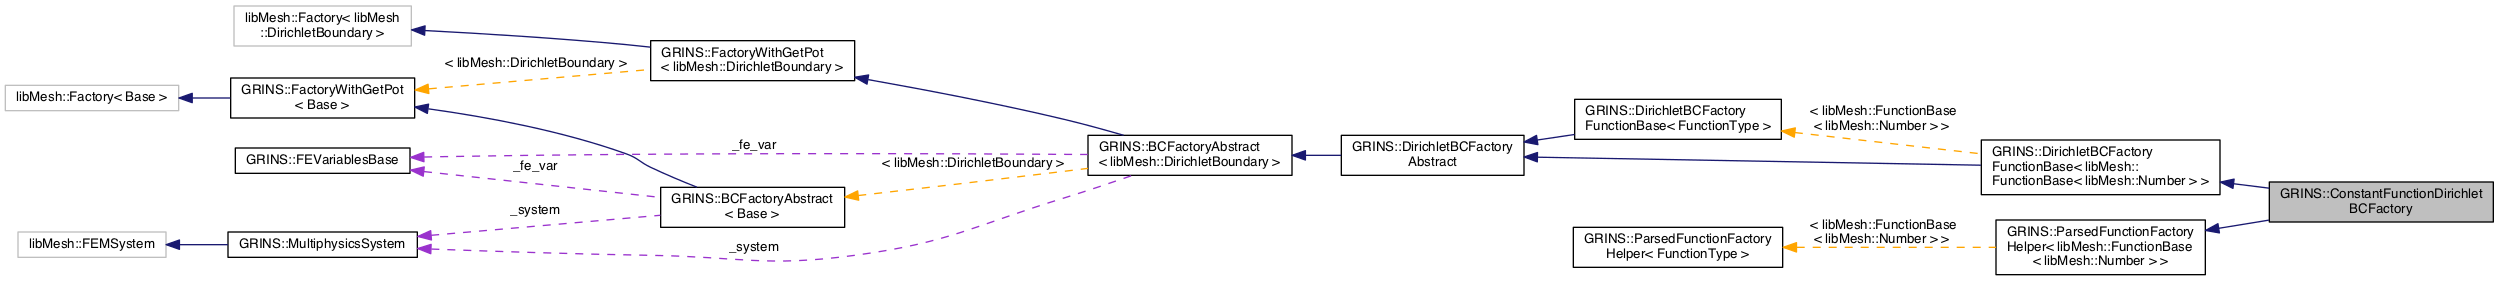 libMesh::Factory< libMesh
::DirichletBoundary >
GRINS::FactoryWithGetPot
< libMesh::DirichletBoundary >
< libMesh::DirichletBoundary >
libMesh::Factory< Base >
GRINS::FactoryWithGetPot
< Base >
GRINS::FEVariablesBase
_fe_var
_fe_var
GRINS::BCFactoryAbstract
< Base >
_system
_system
libMesh::FEMSystem
GRINS::MultiphysicsSystem
< libMesh::DirichletBoundary >
GRINS::BCFactoryAbstract
< libMesh::DirichletBoundary >
GRINS::DirichletBCFactory
Abstract
GRINS::DirichletBCFactory
FunctionBase< FunctionType >
< libMesh::FunctionBase
< libMesh::Number > >
GRINS::DirichletBCFactory
FunctionBase< libMesh::
FunctionBase< libMesh::Number > >
GRINS::ParsedFunctionFactory
Helper< FunctionType >
< libMesh::FunctionBase
< libMesh::Number > >
GRINS::ParsedFunctionFactory
Helper< libMesh::FunctionBase
< libMesh::Number > >
GRINS::ConstantFunctionDirichlet
BCFactory